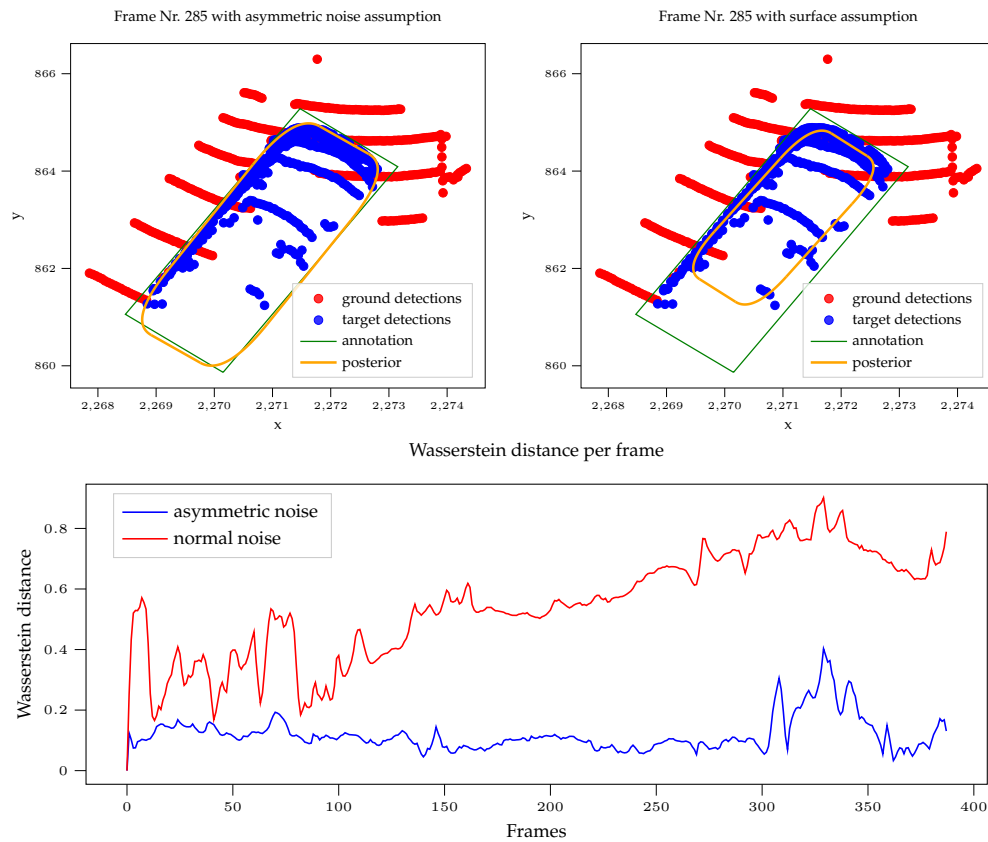 Frame Nr. 285 with asymmetric noise assumption
Frame Nr. 285 with surface assumption
866
864
862
860
y
2,268 2,269 2,270 2,271 2,272 2,273 2,274
x
ground detections
target detections
annotation
posterior
866
864
862
860
y
2,268 2,269 2,270 2,271 2,272 2,273 2,274
x
ground detections
target detections
annotation
posterior
Wasserstein distance per frame
asymmetric noise
normal noise
0.8
0.6
0.4
0.2
0
Wasserstein distance
0 50 100 150 200 250 300 350 400
Frames